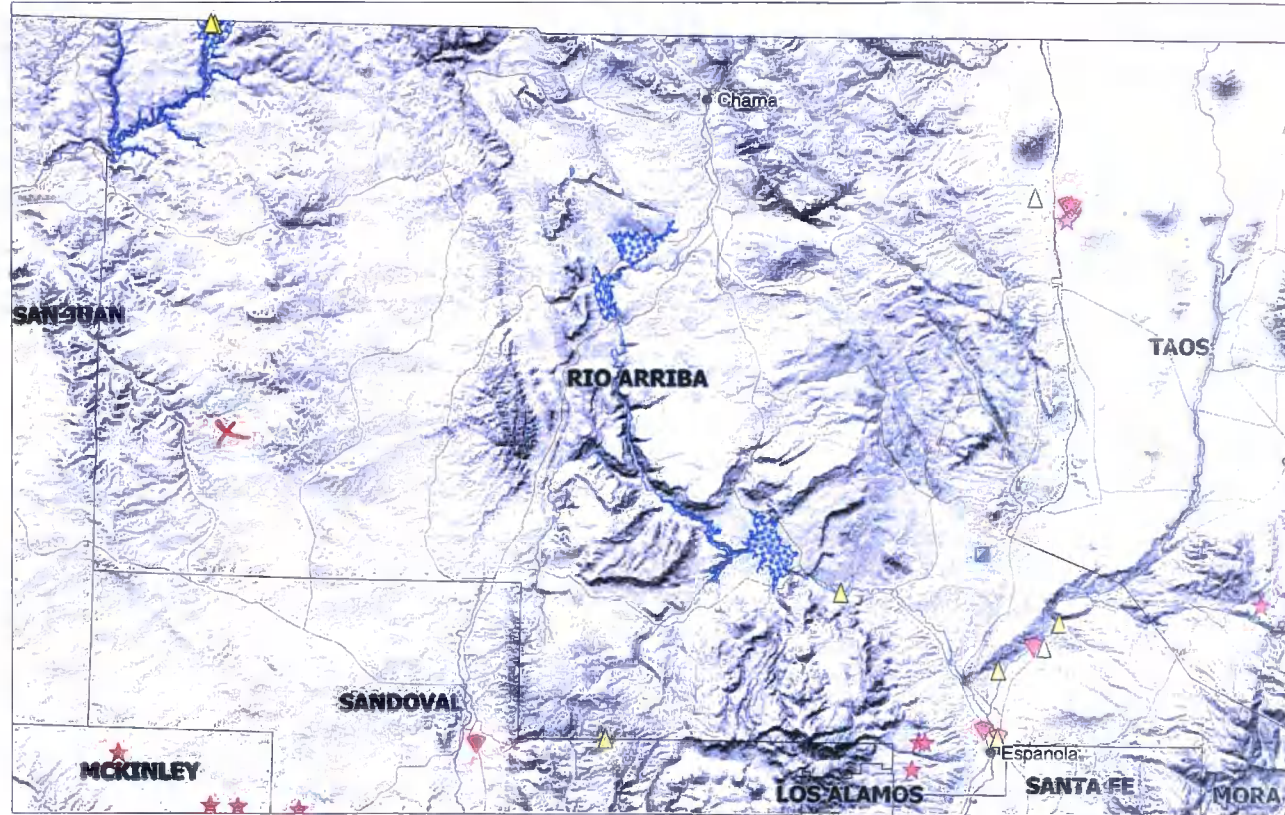 Chama
SAN JUAN
TAOS
RIO ARRIBA
SANDOVAL
Espanola
MCKINLEY
LOS ALAMOS
SANTA FE
MORA